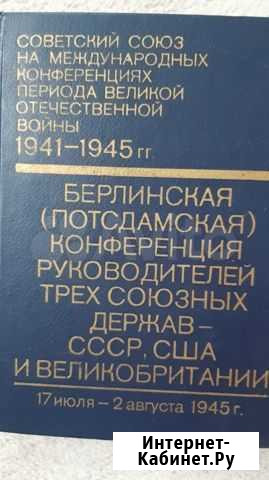 СОВЕТСКИЙ СОЮЗ
НА МЕЖДУНАРОДНЫХ
КОНФЕРЕНЦИЯХ
ПЕРИОДА ВЕЛИКОЙ
ОТЕЧЕСТВЕННОЙ
ВОЙНЫ
1941–1945 гг.
БЕРЛИНСКАЯ
(ПОТСДАМСКАЯ)
КОНФЕРЕНЦИЯ
РУКОВОДИТЕЛЕЙ
ТРЕХ СОЮЗНЫХ
ДЕРЖАВ –
СССР, США
И ВЕЛИКОБРИТАНИИ
17 июля – 2 августа 1945 г.
Интернет-
Кабинет.Ру